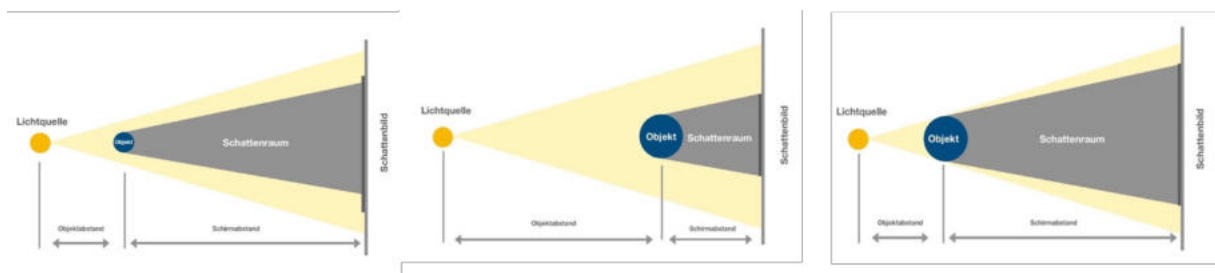 Lichtquelle
Objekt
Schattenraum
Schattenbild
Objektabstand
Schirmabstand
Lichtquelle
Objekt
Schattenraum
Schattenbild
Objektabstand
Schirmabstand
Lichtquelle
Objekt
Schattenraum
Schattenbild
Objektabstand
Schirmabstand